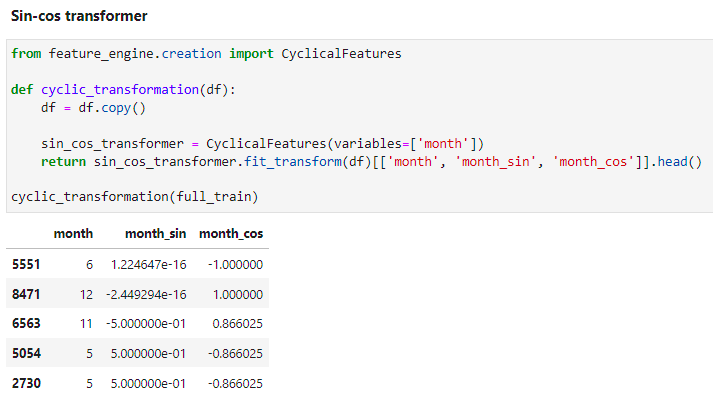 Sin-cos transformer
from feature_engine.creation import CyclicalFeatures
def cyclic_transformation(df):
    df = df.copy()
    sin_cos_transformer = CyclicalFeatures(variables=['month'])
    return sin_cos_transformer.fit_transform(df)[['month', 'month_sin', 'month_cos']].head()
cyclic_transformation(full_train)
month month_sin month_cos
5551 6 1.224647e-16 -1.000000
8471 12 -2.449294e-16 1.000000
6563 11 -5.000000e-01 0.866025
5054 5 5.000000e-01 -0.866025
2730 5 5.000000e-01 -0.866025